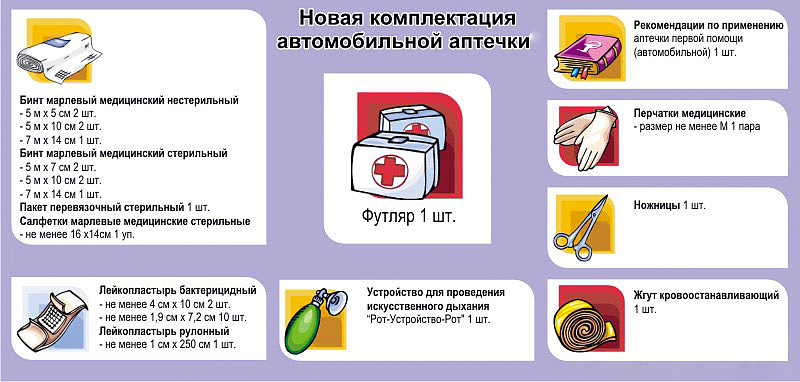 Новая комплектация
автомобильной аптечки
Бинт марлевый медицинский нестерильный
- 5 м х 5 см 2 шт.
- 5 м х 10 см 2 шт.
- 7 м х 14 см 1 шт.
Бинт марлевый медицинский стерильный
- 5 м х 7 см 2 шт.
- 5 м х 10 см 2 шт.
- 7 м х 14 см 1 шт.
Пакет перевязочный стерильный 1 шт.
Салфетки марлевые медицинские стерильные
- не менее 16 х14см 1 уп.
Футляр 1 шт.
Рекомендации по применению
аптечки первой помощи
(автомобильной) 1 шт.
Перчатки медицинские
- размер не менее М 1 пара
Ножницы 1 шт.
Лейкопластырь бактерицидный
- не менее 4 см х 10 см 2 шт.
- не менее 1,9 см х 7,2 см 10 шт.
Лейкопластырь рулонный
- не менее 1 см х 250 см 1 шт.
Устройство для проведения
искусственного дыхания
“Рот-Устройство-Рот” 1 шт.
Жгут кровоостанавливающий
1 шт.